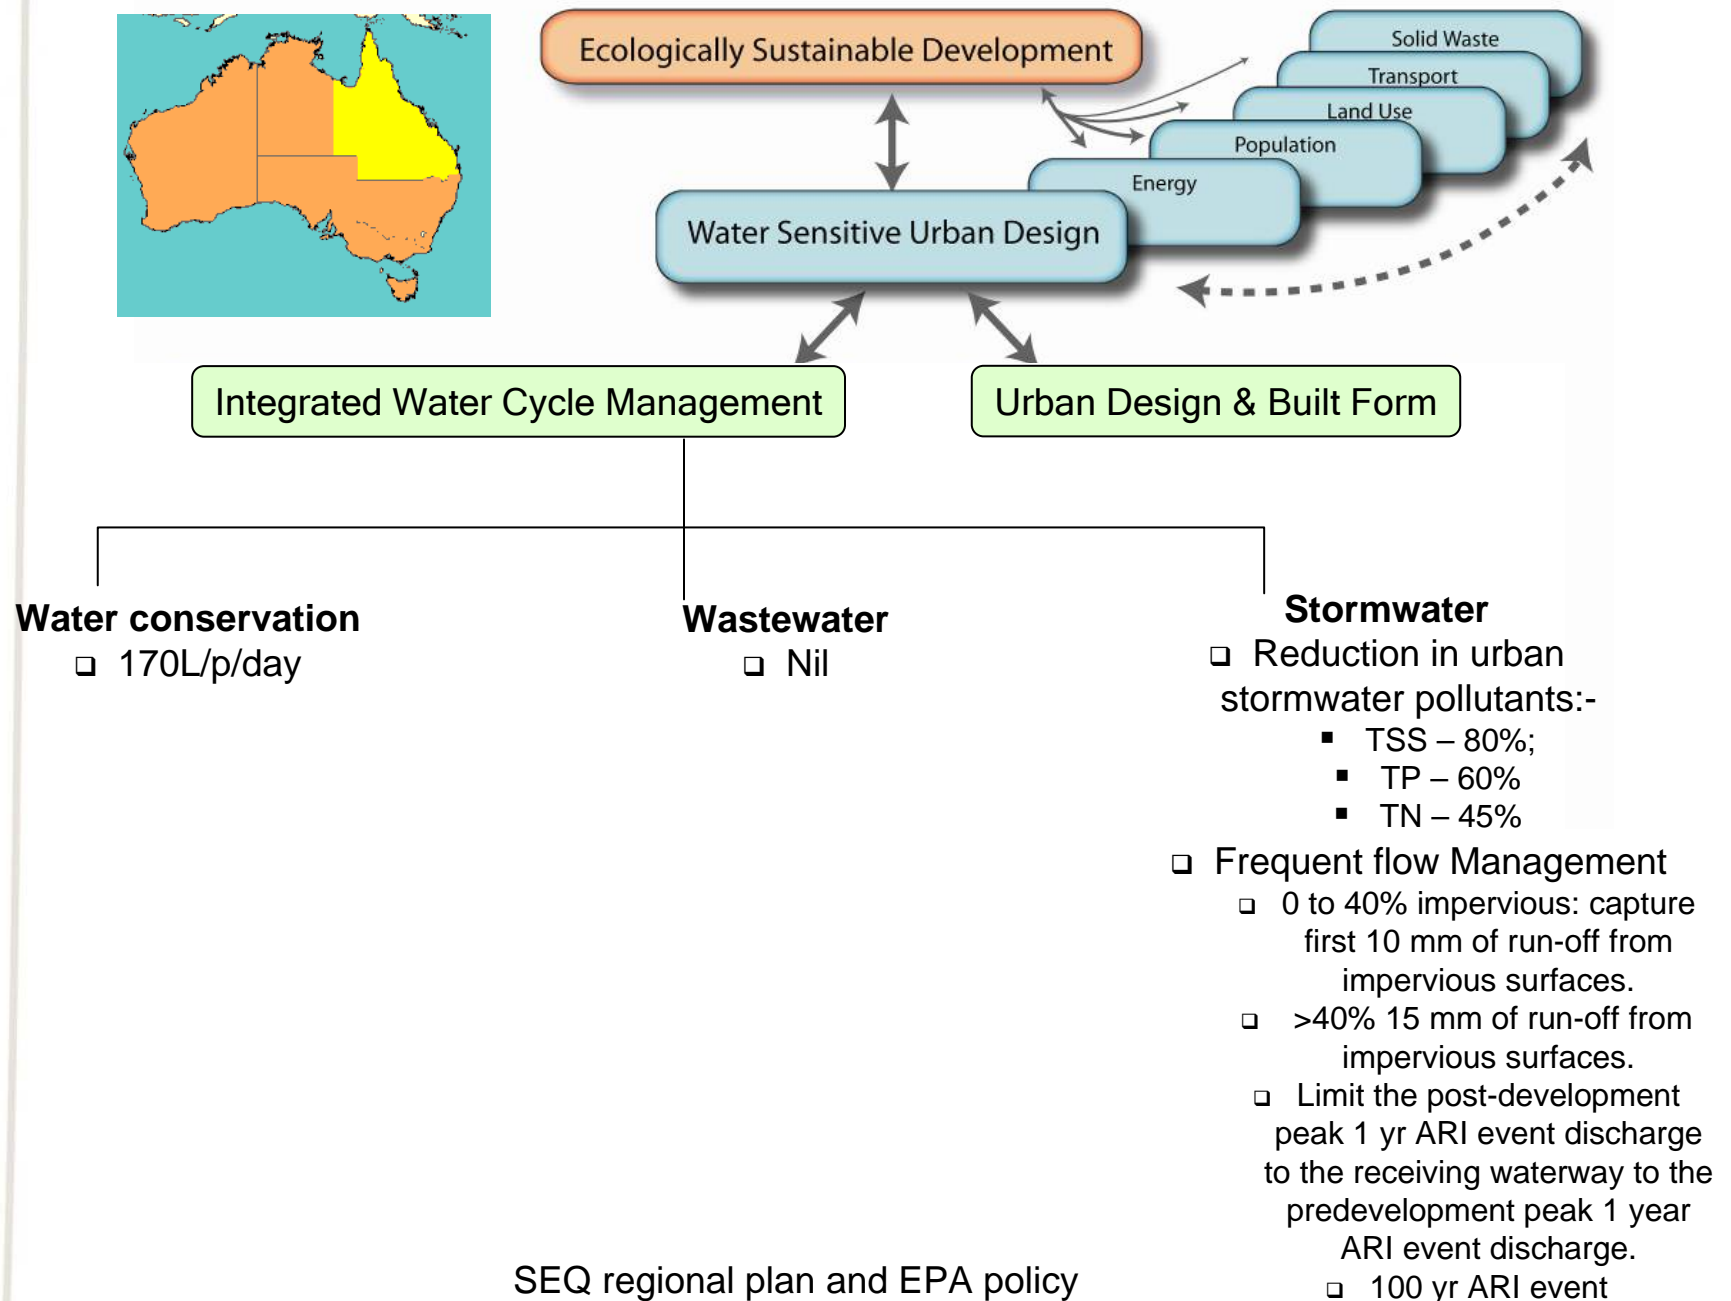 Ecologically Sustainable Development
Solid Waste
Transport
Land Use
Population
Energy
Water Sensitive Urban Design
Integrated Water Cycle Management
Urban Design & Built Form
Water conservation
❑ 170L/p/day
Wastewater
❑ Nil
Stormwater
❑ Reduction in urban
stormwater pollutants:-
▪ TSS – 80%;
▪ TP – 60%
▪ TN – 45%
❑ Frequent flow Management
❑ 0 to 40% impervious: capture
first 10 mm of run-off from
impervious surfaces.
❑ >40% 15 mm of run-off from
impervious surfaces.
❑ Limit the post-development
peak 1 yr ARI event discharge
to the receiving waterway to the
predevelopment peak 1 year
ARI event discharge.
❑ 100 yr ARI event
SEQ regional plan and EPA policy